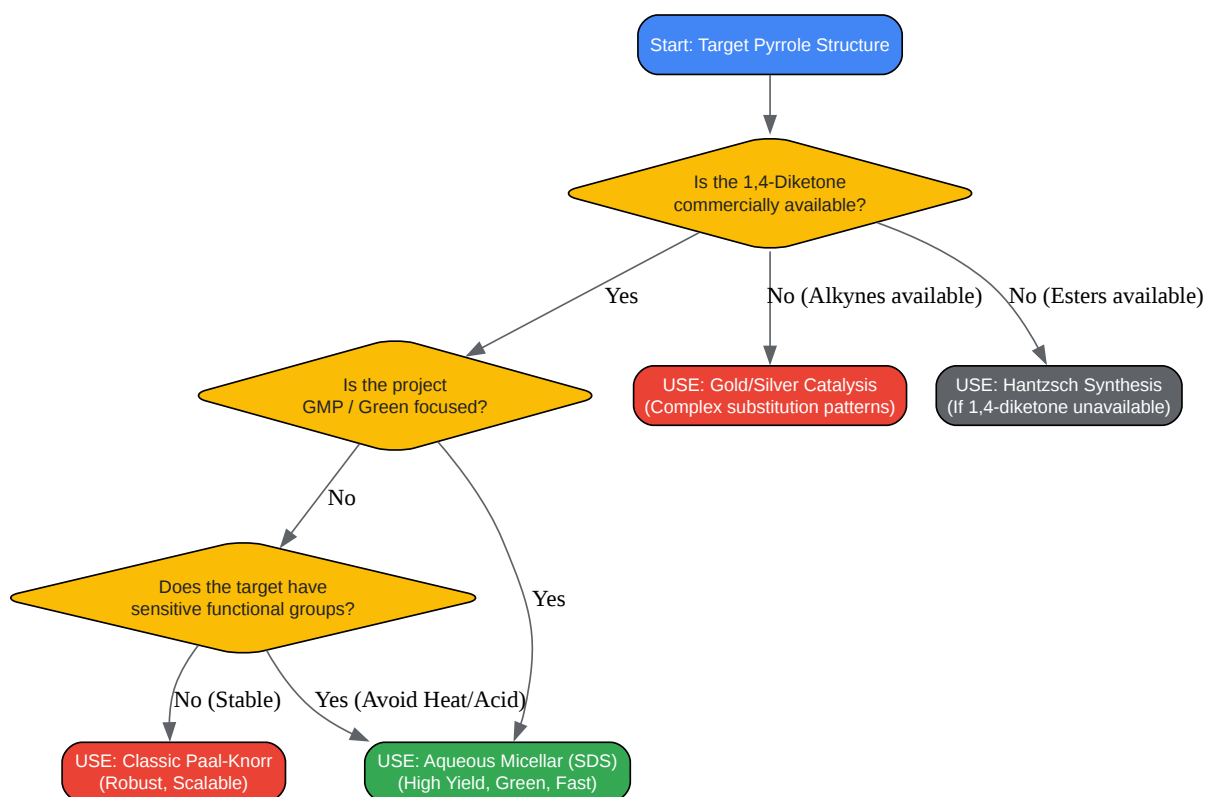 Start: Target Pyrrole Structure
Is the 1,4-Diketone
commercially available?
Yes
No (Alkynes available)
No (Esters available)
Is the project
GMP / Green focused?
USE: Gold/Silver Catalysis
(Complex substitution patterns)
USE: Hantzsch Synthesis
(If 1,4-diketone unavailable)
No
Yes
Does the target have
sensitive functional groups?
No (Stable)
Yes (Avoid Heat/Acid)
USE: Classic Paal-Knorr
(Robust, Scalable)
USE: Aqueous Micellar (SDS)
(High Yield, Green, Fast)